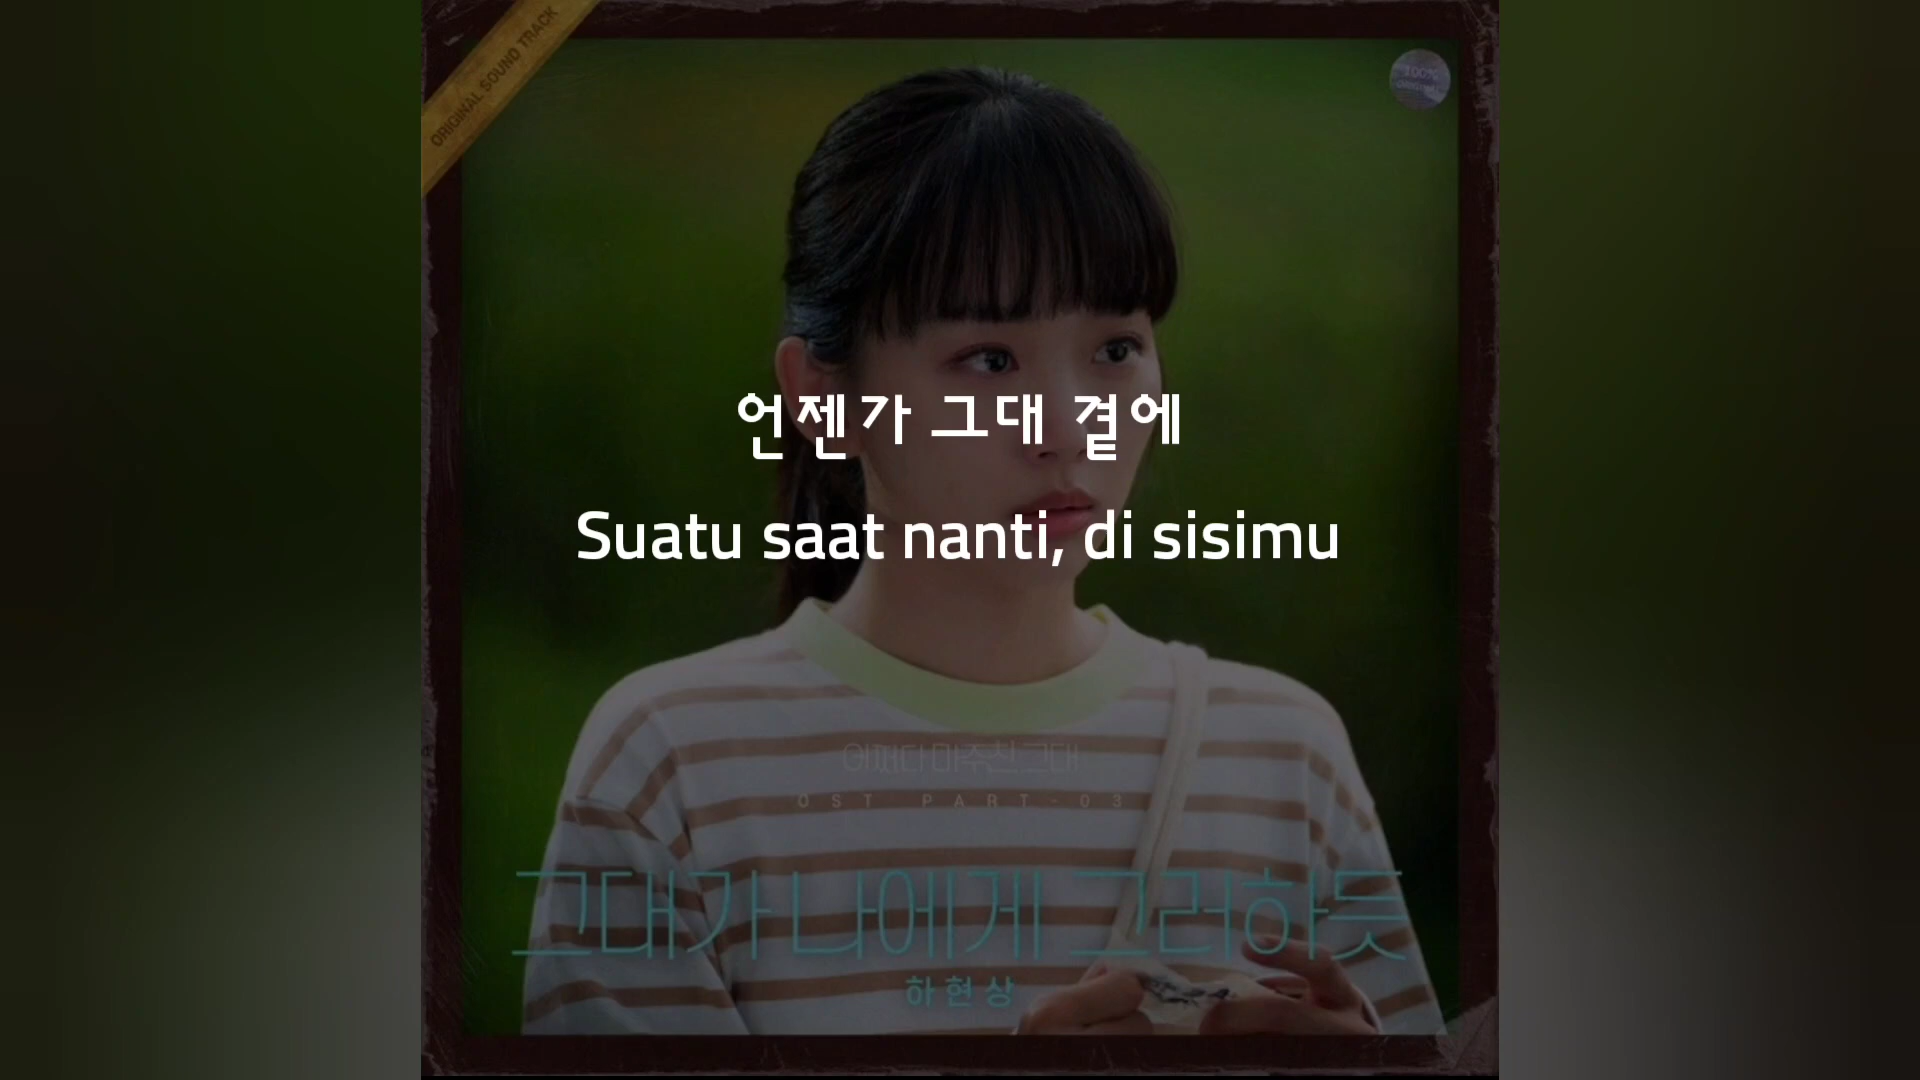 ORIGINAL SOUND TRACK
100%
언젠가 그대 곁에
Suatu saat nanti, di sisimu
어쩌다 마주친 그대
OST PART-03
그대가 나에게 그러하듯
하현상